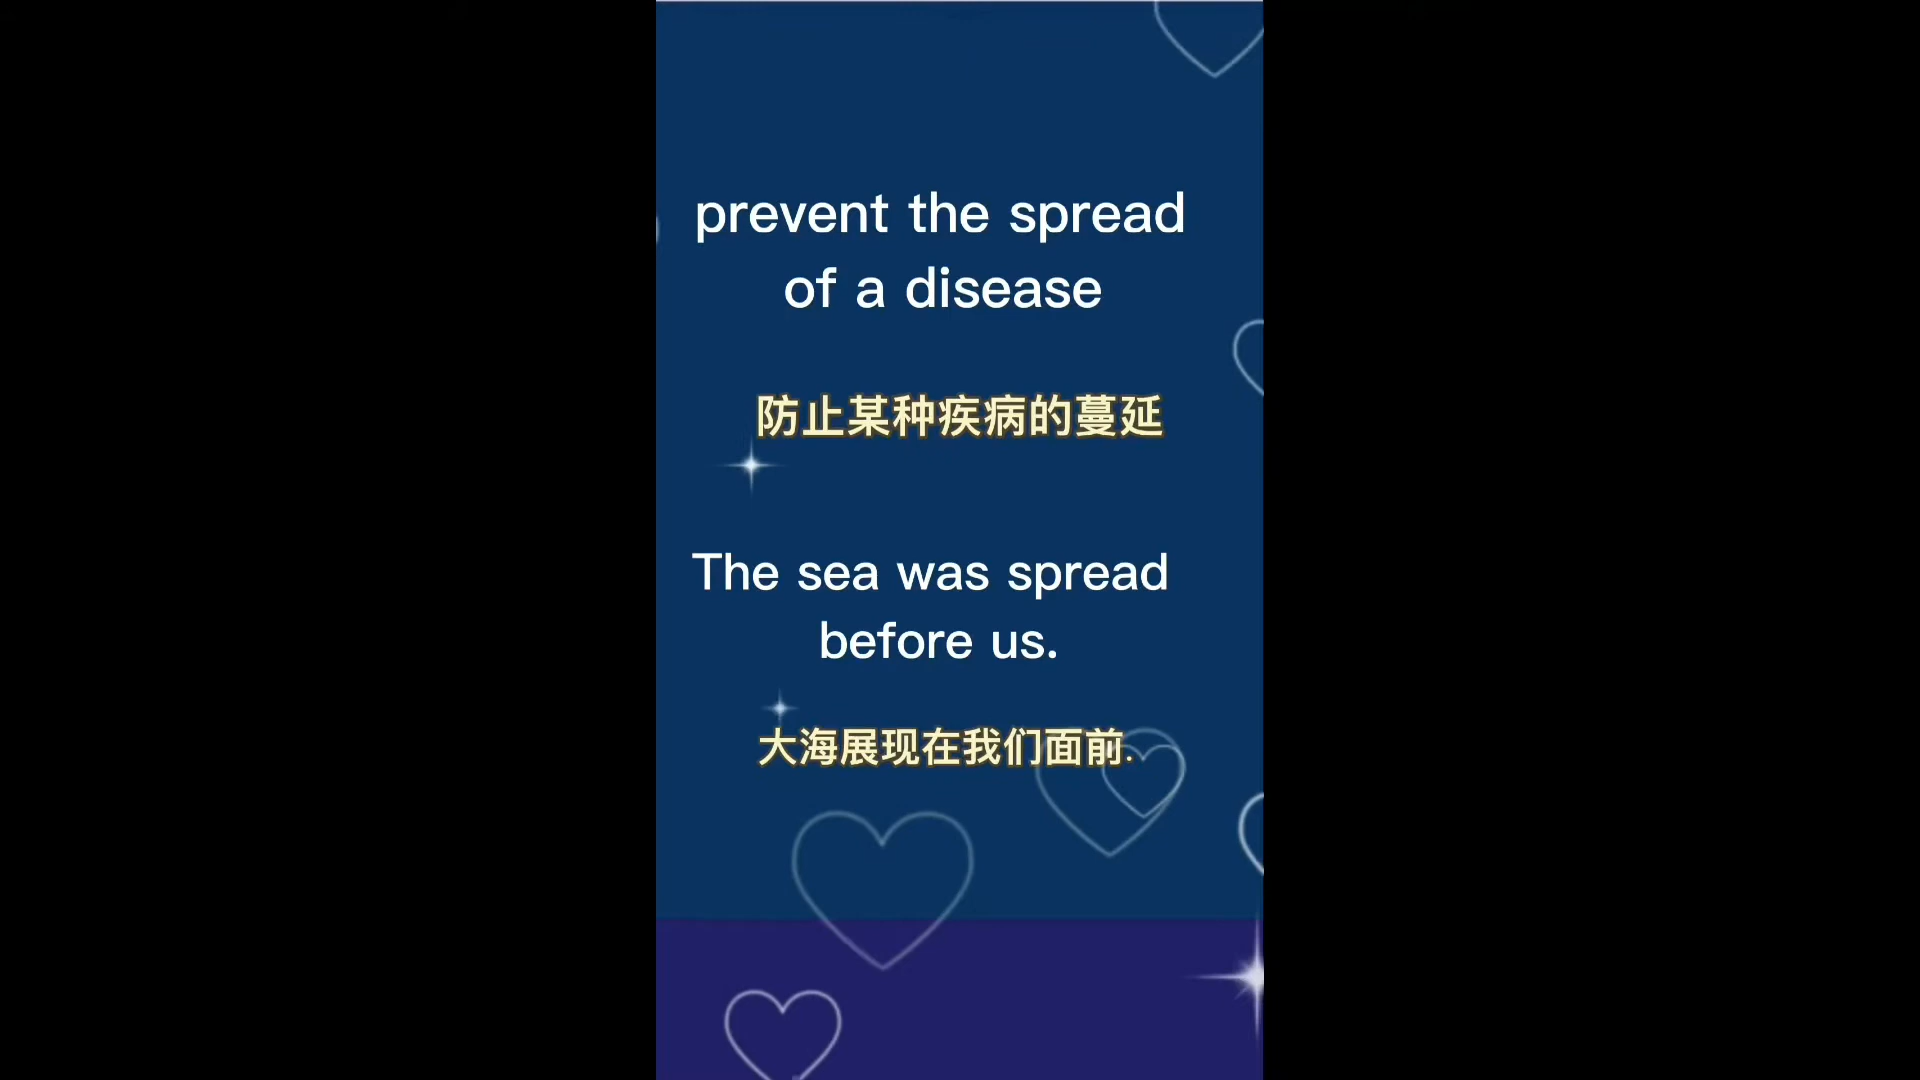 prevent the spread
of a disease
防止某种疾病的蔓延
The sea was spread
before us.
大海展现在我们面前.